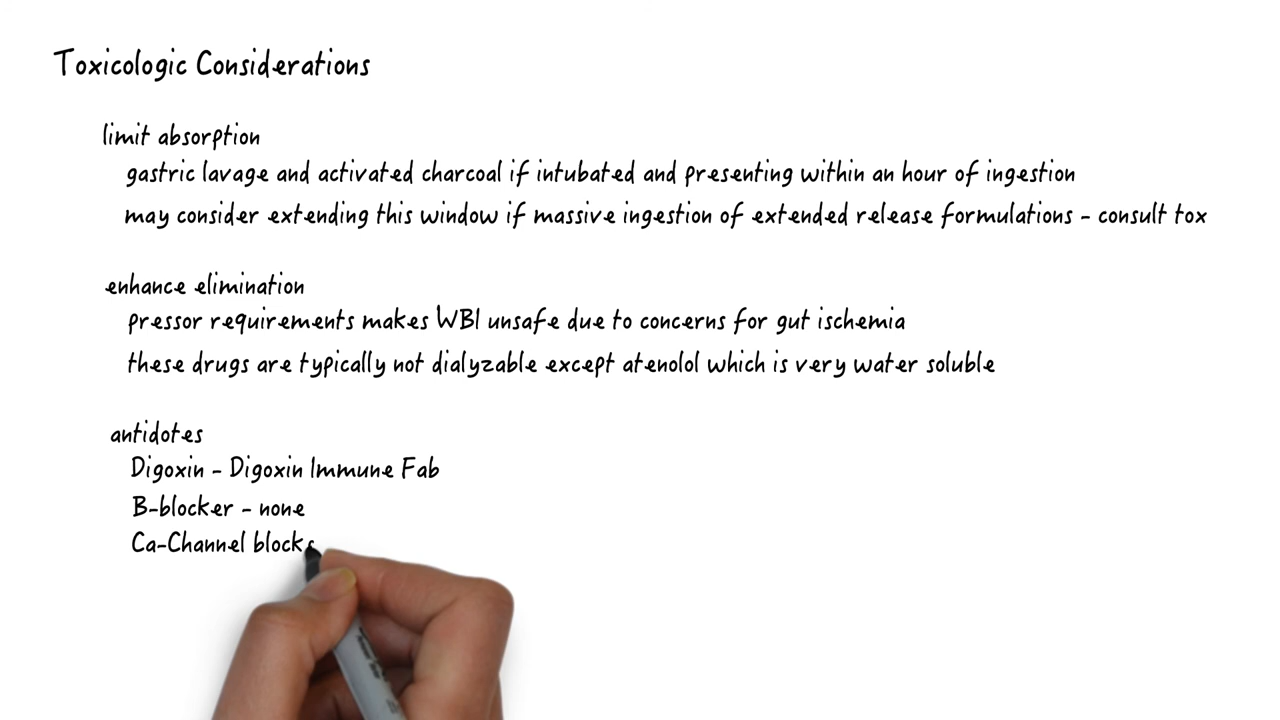 Toxicologic Considerations
limit absorption
gastric lavage and activated charcoal if intubated and presenting within an hour of ingestion
may consider extending this window if massive ingestion of extended release formulations - consult tox
enhance elimination
pressor requirements makes WBI unsafe due to concerns for gut ischemia
these drugs are typically not dialyzable except atenolol which is very water soluble
antidotes
Digoxin - Digoxin Immune Fab
B-blocker - none
Ca-Channel block